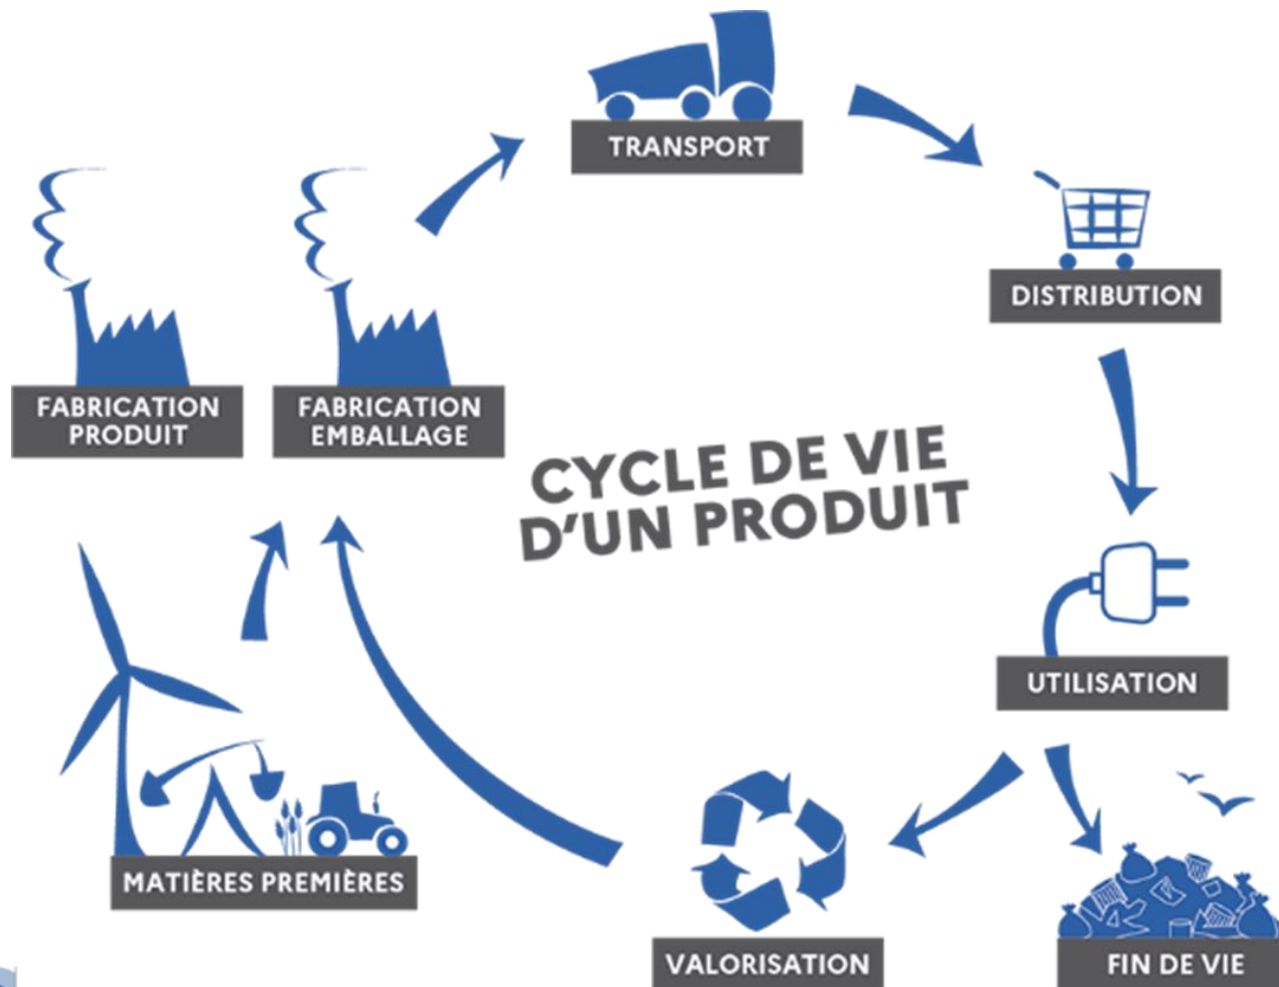 TRANSPORT
DISTRIBUTION
FABRICATION
PRODUIT
FABRICATION
EMBALLAGE
CYCLE DE VIE
D'UN PRODUIT
UTILISATION
MATIÈRES PREMIÈRES
VALORISATION
FIN DE VIE